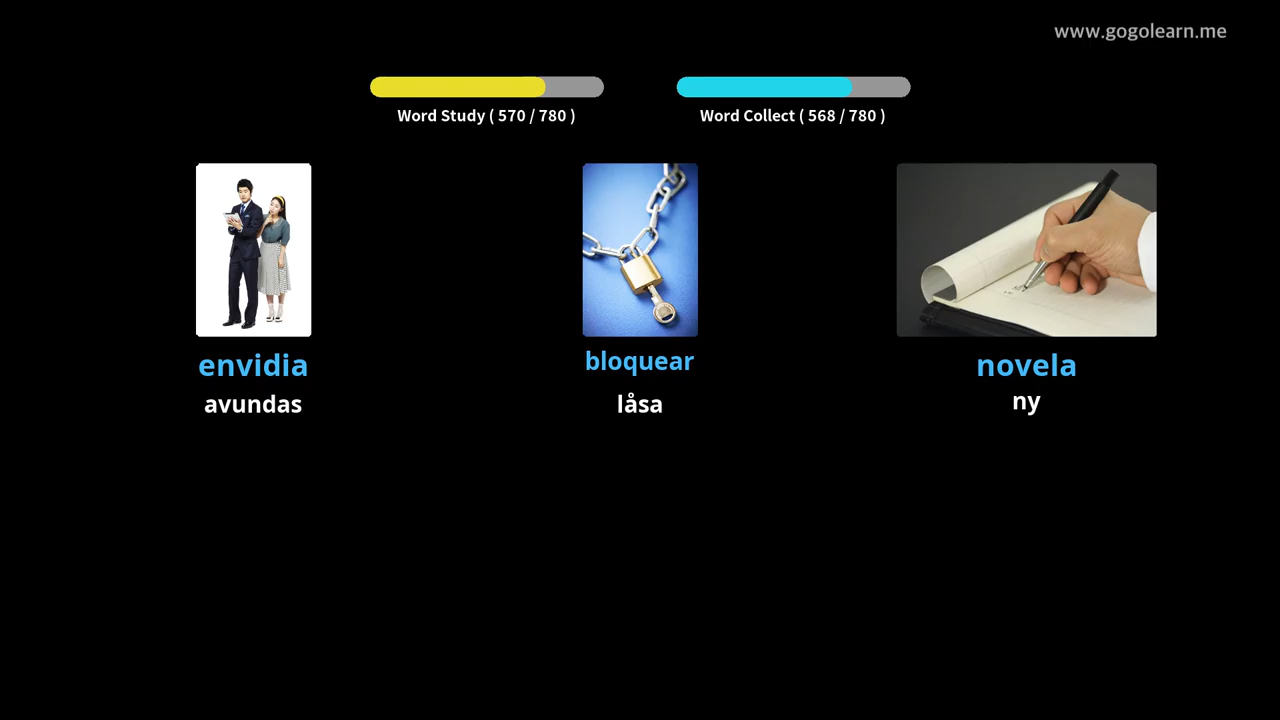 www.gogolearn.me
Word Study ( 570 / 780 )
Word Collect ( 568 / 780 )
envidia
bloquear
novela
avundas
låsa
ny